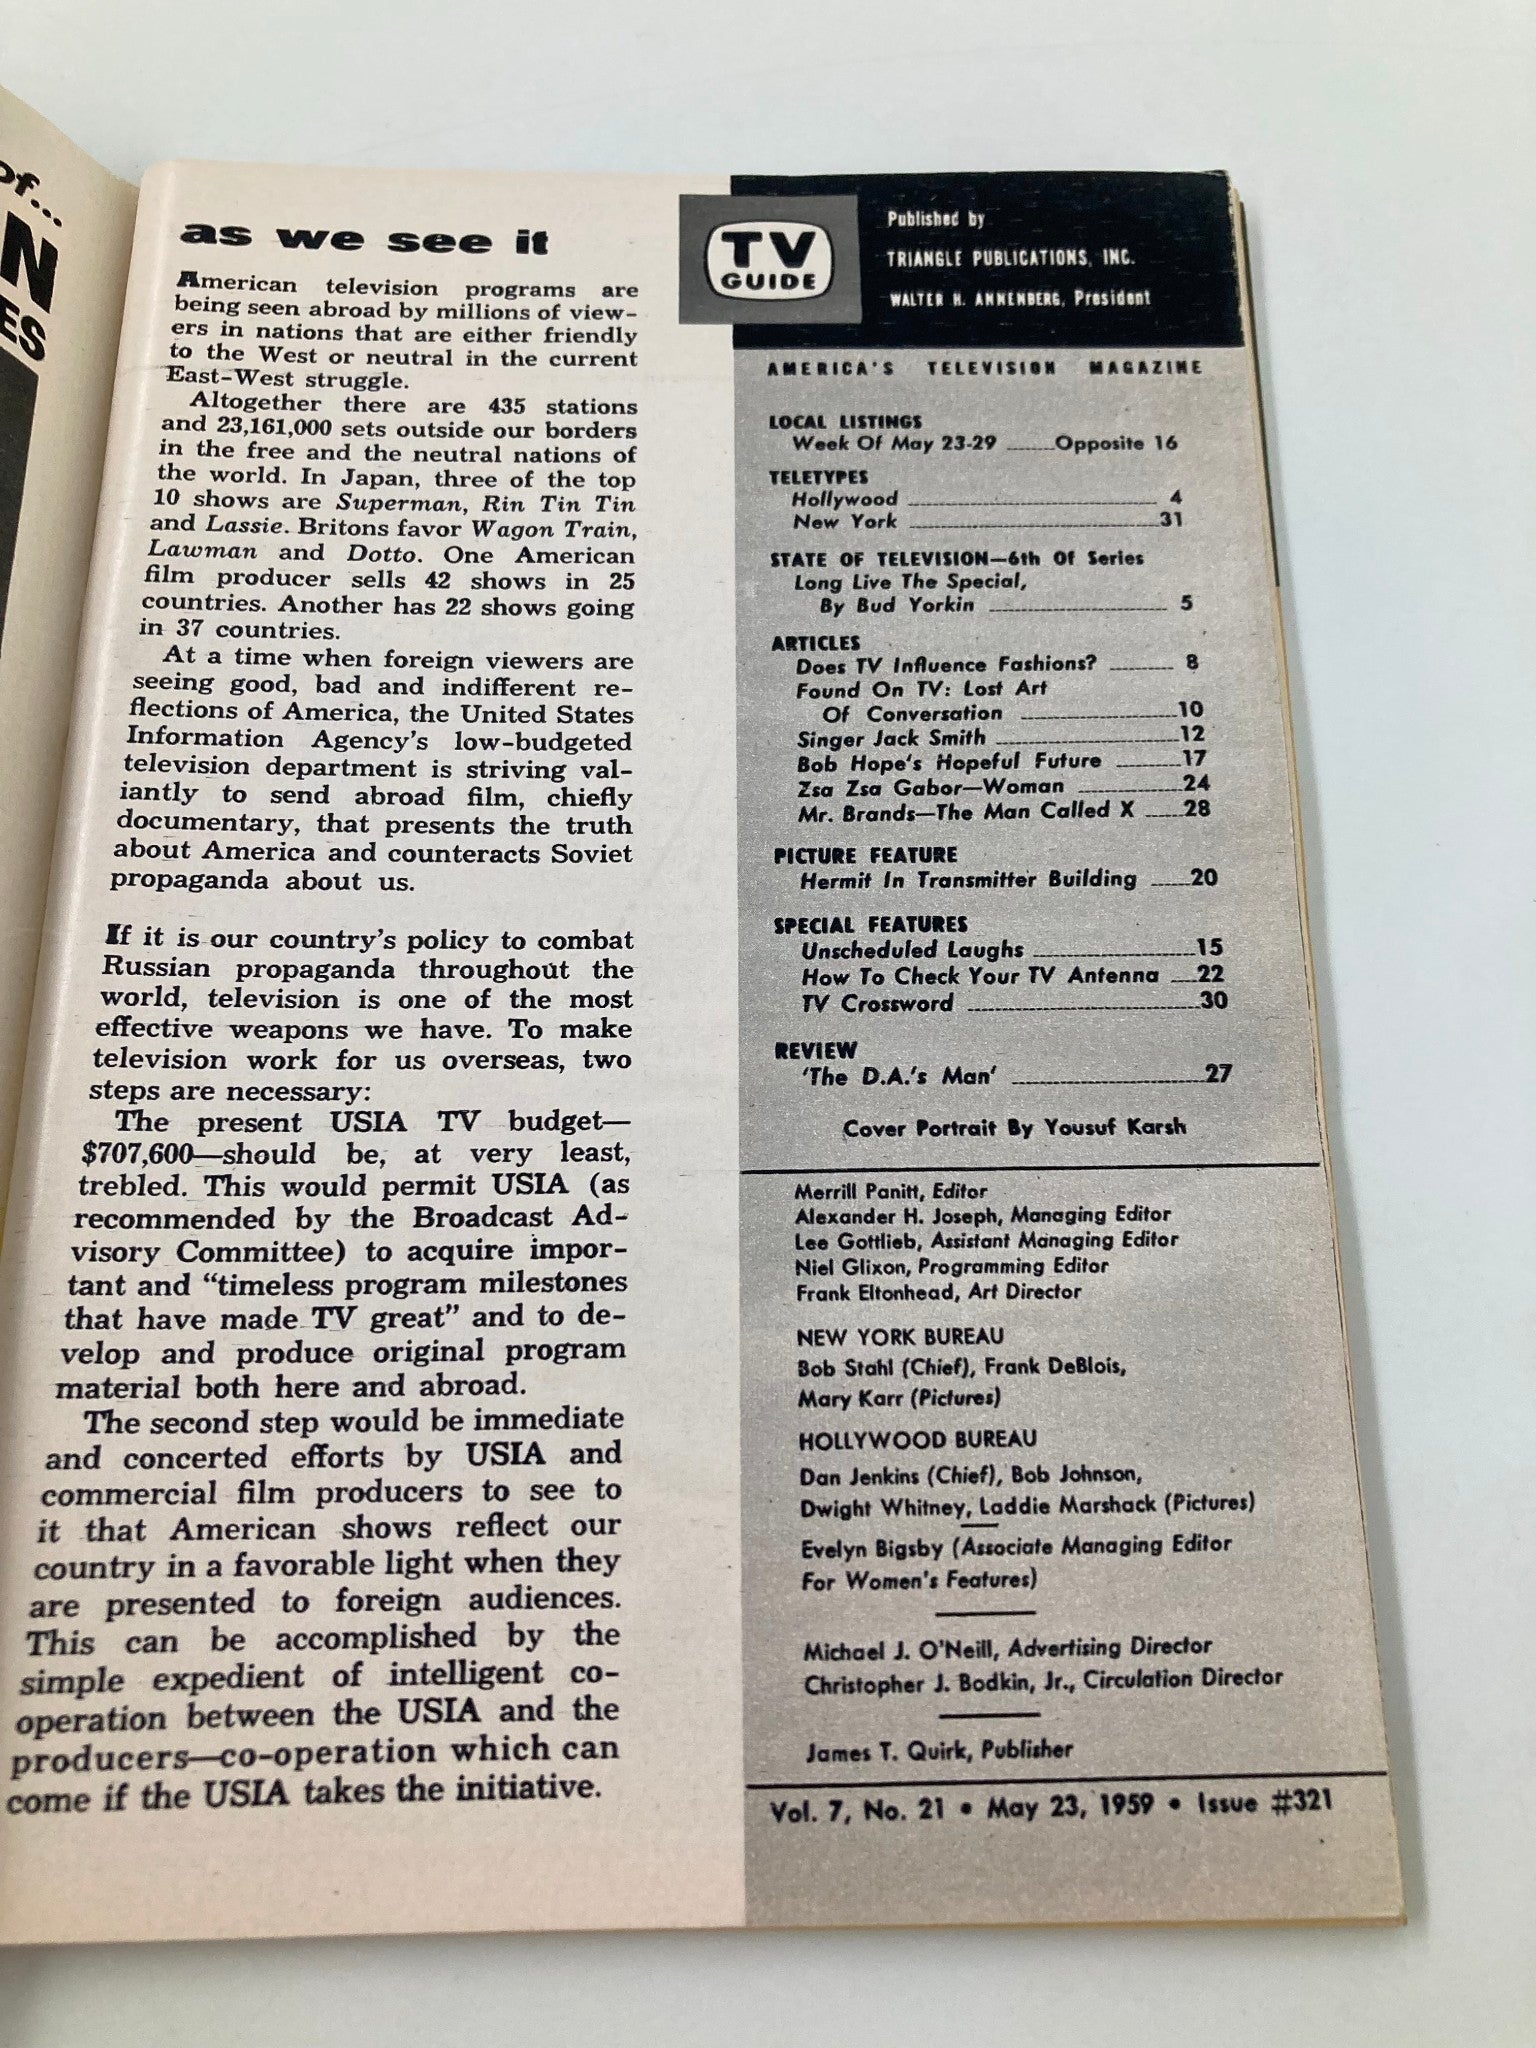 of...
N
ES
as we see it
American television programs are
being seen abroad by millions of view-
ers in nations that are either friendly
to the West or neutral in the current
East-West struggle.
Altogether there are 435 stations
and 23,161,000 sets outside our borders
in the free and the neutral nations of
the world. In Japan, three of the top
10 shows are Superman, Rin Tin Tin
and Lassie. Britons favor Wagon Train,
Lawman and Dotto. One American
film producer sells 42 shows in 25
countries. Another has 22 shows going
in 37 countries.
At a time when foreign viewers are
seeing good, bad and indifferent re-
flections of America, the United States
Information Agency's low-budgeted
television department is striving val-
iantly to send abroad film, chiefly
documentary, that presents the truth
about America and counteracts Soviet
propaganda about us.
If it is our country's policy to combat
Russian propaganda throughout the
world, television is one of the most
effective weapons we have. To make
television work for us overseas, two
steps are necessary:
The present USIA TV budget—
$707,600—should be, at very least,
trebled. This would permit USIA (as
recommended by the Broadcast Ad-
visory Committee) to acquire impor-
tant and “timeless program milestones
that have made TV great” and to de-
velop and produce original program
material both here and abroad.
The second step would be immediate
and concerted efforts by USIA and
commercial film producers to see to
it that American shows reflect our
country in a favorable light when they
are presented to foreign audiences.
This can be accomplished by the
simple expedient of intelligent co-
operation between the USIA and the
producers—co-operation which can
come if the USIA takes the initiative.
TV
GUIDE
Published by
TRIANGLE PUBLICATIONS, INC.
WALTER H. ANNENBERG, President
AMERICA'S TELEVISION MAGAZINE
LOCAL LISTINGS
Week Of May 23-29 ........Opposite 16
TELETYPES
Hollywood ........ 4
New York ........31
STATE OF TELEVISION—6th Of Series
Long Live The Special,
By Bud Yorkin ........ 5
ARTICLES
Does TV Influence Fashions? ........ 8
Found On TV: Lost Art
Of Conversation ........10
Singer Jack Smith ........12
Bob Hope's Hopeful Future ........17
Zsa Zsa Gabor—Woman ........24
Mr. Brands—The Man Called X ........28
PICTURE FEATURE
Hermit In Transmitter Building ........20
SPECIAL FEATURES
Unscheduled Laughs ........15
How To Check Your TV Antenna ........22
TV Crossword ........30
REVIEW
'The D.A.'s Man' ........27
Cover Portrait By Yousuf Karsh
Merrill Panitt, Editor
Alexander H. Joseph, Managing Editor
Lee Gottlieb, Assistant Managing Editor
Niel Glixon, Programming Editor
Frank Eltonhead, Art Director
NEW YORK BUREAU
Bob Stahl (Chief), Frank DeBlois,
Mary Karr (Pictures)
HOLLYWOOD BUREAU
Dan Jenkins (Chief), Bob Johnson,
Dwight Whitney, Laddie Marshack (Pictures)
Evelyn Bigsby (Associate Managing Editor
For Women's Features)
Michael J. O'Neill, Advertising Director
Christopher J. Bodkin, Jr., Circulation Director
James T. Quirk, Publisher
Vol. 7, No. 21 • May 23, 1959 • Issue #321